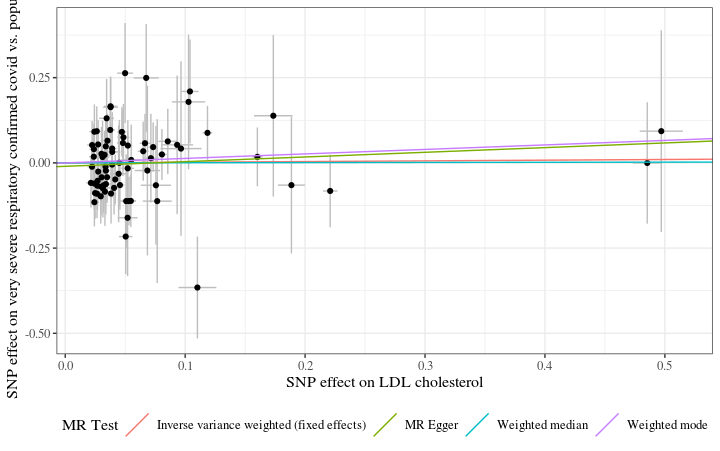 SNP effect on very severe respiratory confirmed covid vs.
0.25
0.00
-0.25
-0.50
0.0
0.1
0.2
0.3
0.4
0.5
SNP effect on LDL cholesterol
MR Test
Inverse variance weighted (fixed effects)
MR Egger
Weighted median
Weighted mode